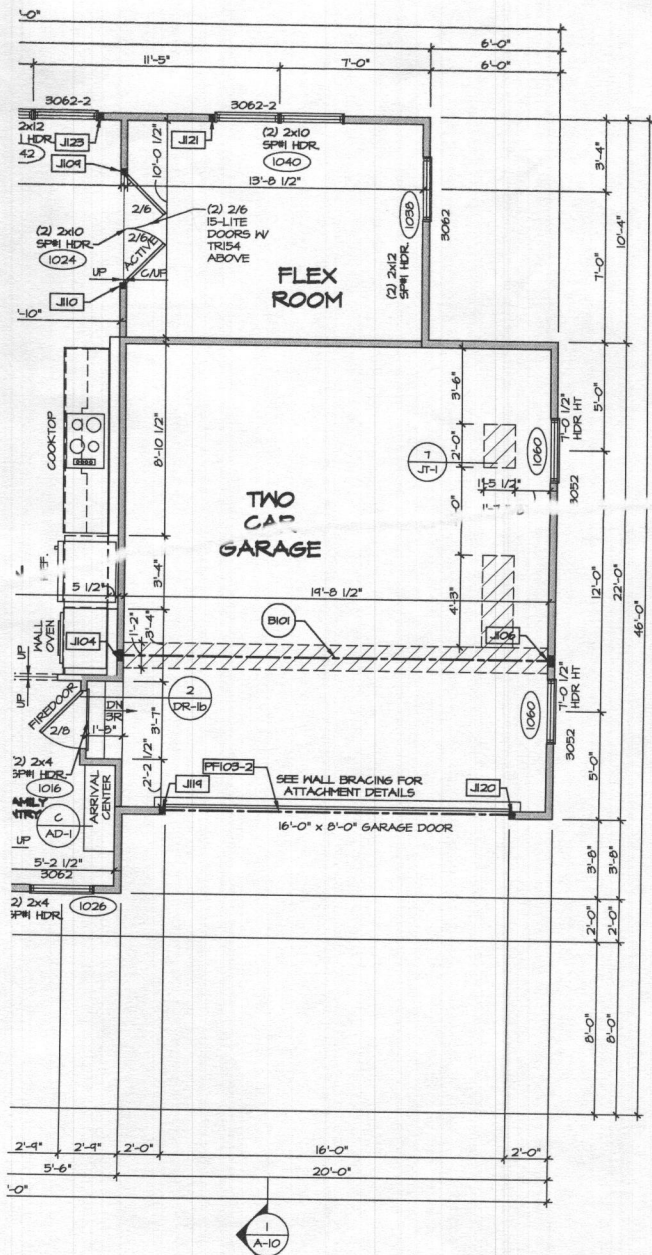 '-0"
6'-0"
11'-5"
7'-0"
6'-0"
3062-2
3062-2
2x12
HDR.
42
J123
J109
J121
(2) 2x10
SP#1 HDR.
1040
10'-0 1/2"
13'-8 1/2"
1038
3062
(2) 2x12
SP#1 HDR.
3'-4"
7'-0"
10'-4"
2/6
(2) 2/6
15-LITE
DOORS W/
TR154
ABOVE
(2) 2x10
SP#1 HDR.
1024
2/6
ACTIVE
UP
C/UF
J110
FLEX
ROOM
'-10"
COOKTOP
8'-10 1/2"
3'-6"
2'-0"
-0"
4'-3"
7
JT-1
1'-5 1/2"
1060
7'-0 1/2"
HDR HT
3052
5'-0"
12'-0"
22'-0"
46'-0"
TWO
CAR
GARAGE
3'-4"
5 1/2"
19'-8 1/2"
WALL
OVEN
J104
1'-2"
3'-4"
B101
J106
UP
UP
FIREDOOR
2/8
DN
3R
1'-8"
3'-7"
2
DR-1b
1060
7'-0 1/2"
HDR HT
3052
5'-0"
2'-2 1/2"
(2) 2x4
SP#1 HDR.
1016
FAMILY
ENTRY
C
AD-1
UP
ARRIVAL
CENTER
J119
PF103-2
SEE WALL BRACING FOR
ATTACHMENT DETAILS
J120
16'-0" x 8'-0" GARAGE DOOR
5'-2 1/2"
3062
(2) 2x4
SP#1 HDR.
1026
3'-8"
3'-8"
2'-0"
2'-0"
8'-0"
8'-0"
2'-9"
2'-9"
2'-0"
16'-0"
2'-0"
5'-6"
20'-0"
'-0"
1
A-10